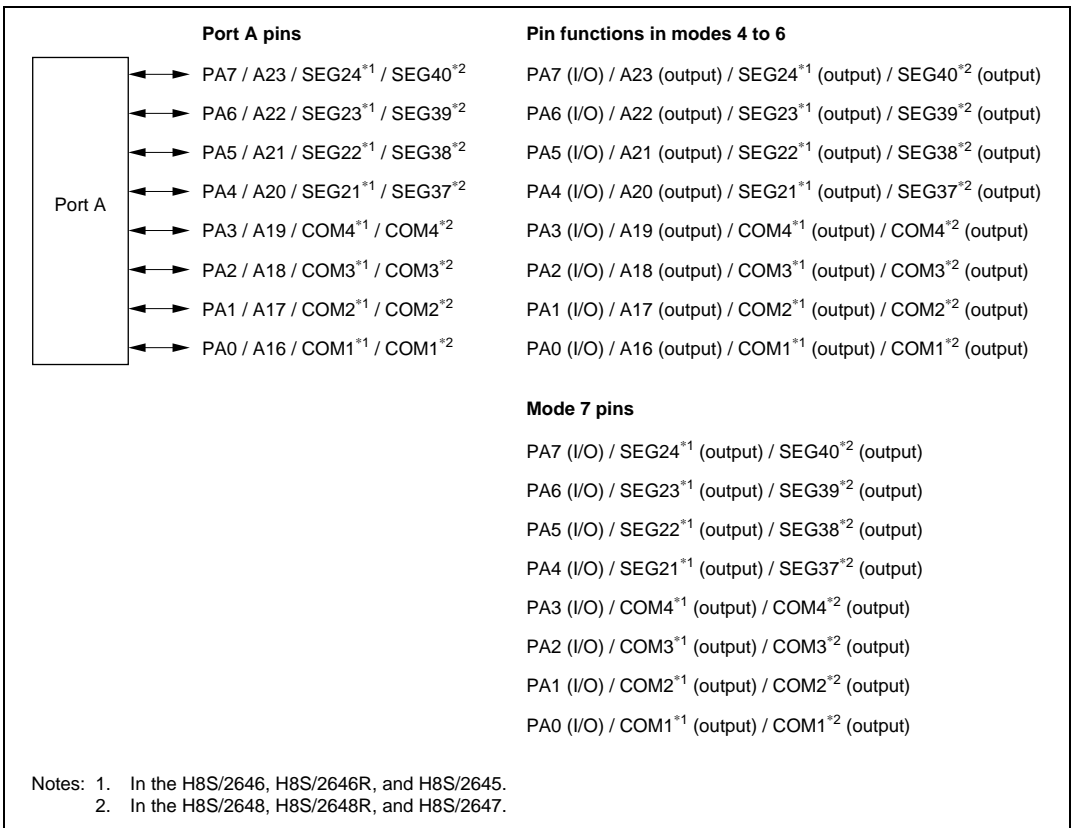 Port A pins
Pin functions in modes 4 to 6
Port A
PA7 / A23 / SEG24*1 / SEG40*2
PA7 (I/O) / A23 (output) / SEG24*1 (output) / SEG40*2 (output)
PA6 / A22 / SEG23*1 / SEG39*2
PA6 (I/O) / A22 (output) / SEG23*1 (output) / SEG39*2 (output)
PA5 / A21 / SEG22*1 / SEG38*2
PA5 (I/O) / A21 (output) / SEG22*1 (output) / SEG38*2 (output)
PA4 / A20 / SEG21*1 / SEG37*2
PA4 (I/O) / A20 (output) / SEG21*1 (output) / SEG37*2 (output)
PA3 / A19 / COM4*1 / COM4*2
PA3 (I/O) / A19 (output) / COM4*1 (output) / COM4*2 (output)
PA2 / A18 / COM3*1 / COM3*2
PA2 (I/O) / A18 (output) / COM3*1 (output) / COM3*2 (output)
PA1 / A17 / COM2*1 / COM2*2
PA1 (I/O) / A17 (output) / COM2*1 (output) / COM2*2 (output)
PA0 / A16 / COM1*1 / COM1*2
PA0 (I/O) / A16 (output) / COM1*1 (output) / COM1*2 (output)
Mode 7 pins
PA7 (I/O) / SEG24*1 (output) / SEG40*2 (output)
PA6 (I/O) / SEG23*1 (output) / SEG39*2 (output)
PA5 (I/O) / SEG22*1 (output) / SEG38*2 (output)
PA4 (I/O) / SEG21*1 (output) / SEG37*2 (output)
PA3 (I/O) / COM4*1 (output) / COM4*2 (output)
PA2 (I/O) / COM3*1 (output) / COM3*2 (output)
PA1 (I/O) / COM2*1 (output) / COM2*2 (output)
PA0 (I/O) / COM1*1 (output) / COM1*2 (output)
Notes: 1. In the H8S/2646, H8S/2646R, and H8S/2645.
2. In the H8S/2648, H8S/2648R, and H8S/2647.